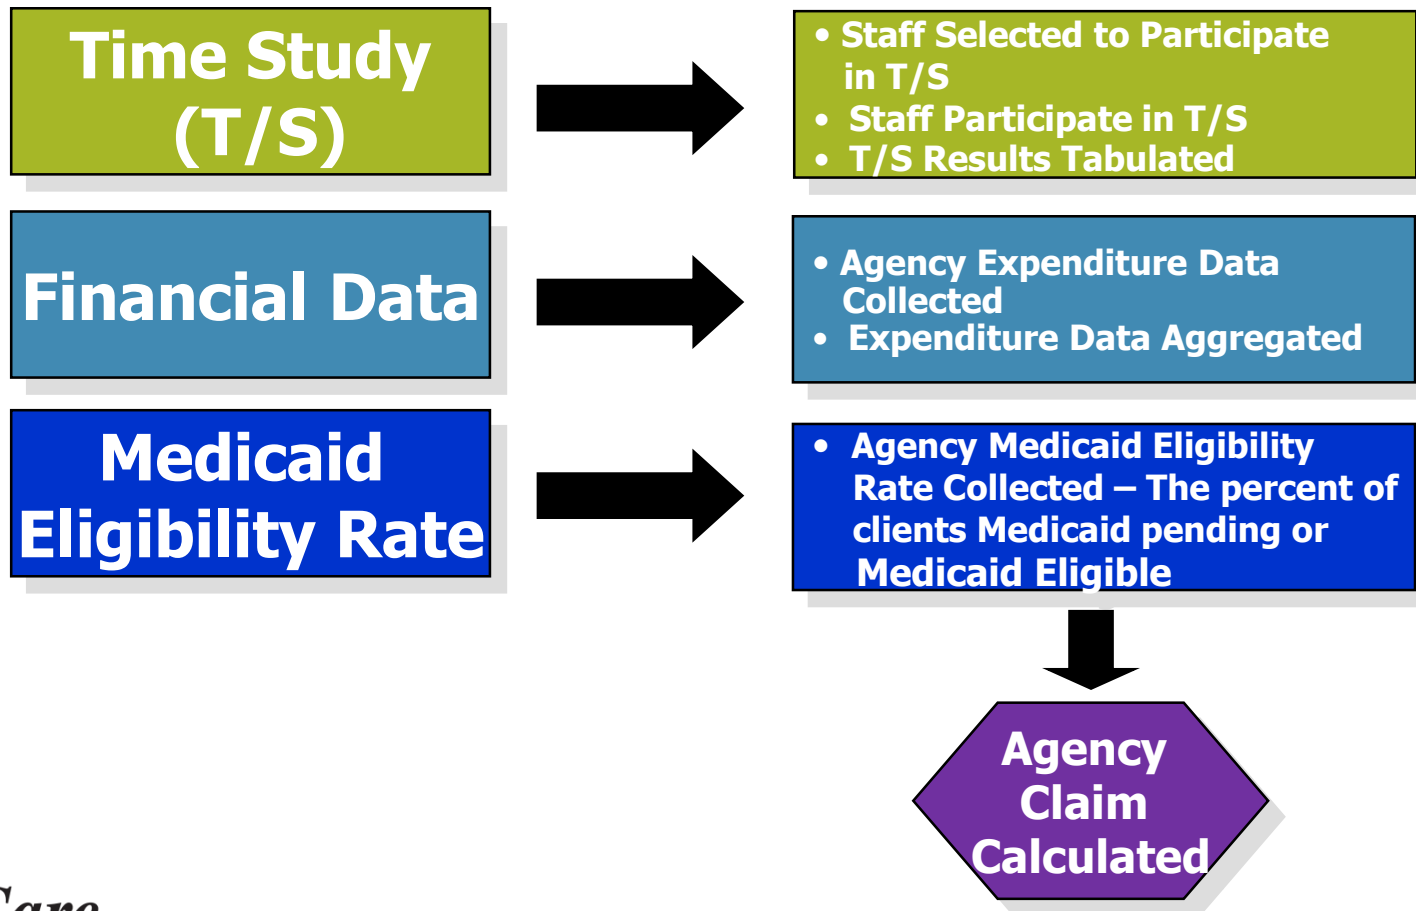 Time Study
(T/S)
• Staff Selected to Participate
in T/S
• Staff Participate in T/S
• T/S Results Tabulated
Financial Data
• Agency Expenditure Data
Collected
• Expenditure Data Aggregated
Medicaid
Eligibility Rate
• Agency Medicaid Eligibility
Rate Collected – The percent of
clients Medicaid pending or
Medicaid Eligible
Agency
Claim
Calculated